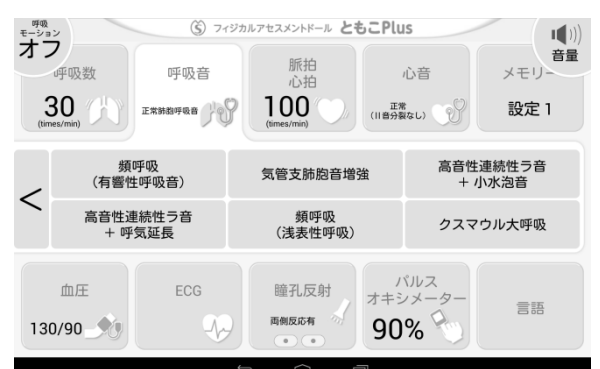 呼吸
モーション
オフ
フィジカルアセスメントドール ともこPlus
音量
呼吸数
30
(times/min)
呼吸音
正常肺胞呼吸音
脈拍
心拍
100
(times/min)
心音
正常
(II音分裂なし)
メモリー
設定 1
<
頻呼吸
(有響性呼吸音)
気管支肺胞音増強
高音性連続性ラ音
+ 小水泡音
高音性連続性ラ音
+ 呼気延長
頻呼吸
(浅表性呼吸)
クスマウル大呼吸
血圧
130/90
ECG
瞳孔反射
両側反応有
パルス
オキシメーター
90%
言語